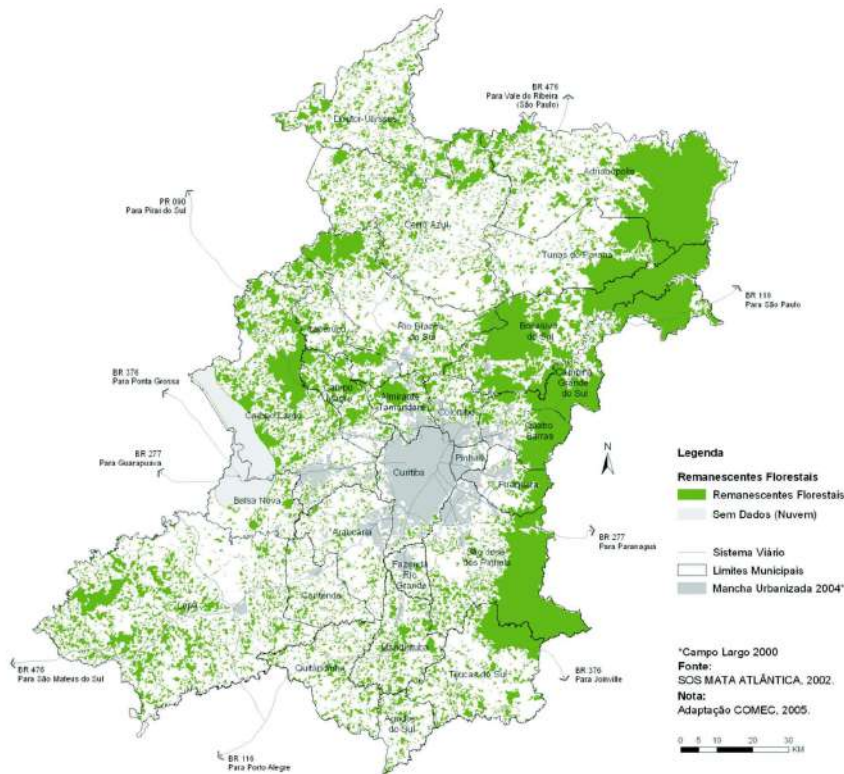 BR 476
Para Vale do Ribeira
(São Paulo)
Doutor Ulysses
Adrianópolis
PR 090
Para Piraí do Sul
Cerro Azul
Tunas do Paraná
BR 116
Para São Paulo
Itaperuçu
Rio Branco
do Sul
Bocaiúva
do Sul
BR 376
Para Ponta Grossa
Campina
Grande
do Sul
Campo
Magro
Almirante
Tamandaré
Campo Largo
Colombo
Quatro
Barras
BR 277
Para Guarapuava
N
Pinhais
Curitiba
Piraquara
Balsa Nova
Legenda
Remanescentes Florestais
Remanescentes Florestais
Sem Dados (Nuvem)
Sistema Viário
Limites Municipais
Mancha Urbanizada 2004*
Araucária
BR 277
Para Paranaguá
São José
dos Pinhais
Fazenda
Rio
Grande
Contenda
Lapa
Mandirituba
Quitandinha
Tijucas do Sul
BR 476
Para São Mateus do Sul
BR 376
Para Joinville
Agudos
do Sul
BR 116
Para Porto Alegre
*Campo Largo 2000
Fonte:
SOS MATA ATLÂNTICA, 2002.
Nota:
Adaptação COMEC, 2005.
0 5 10 20 30
KM